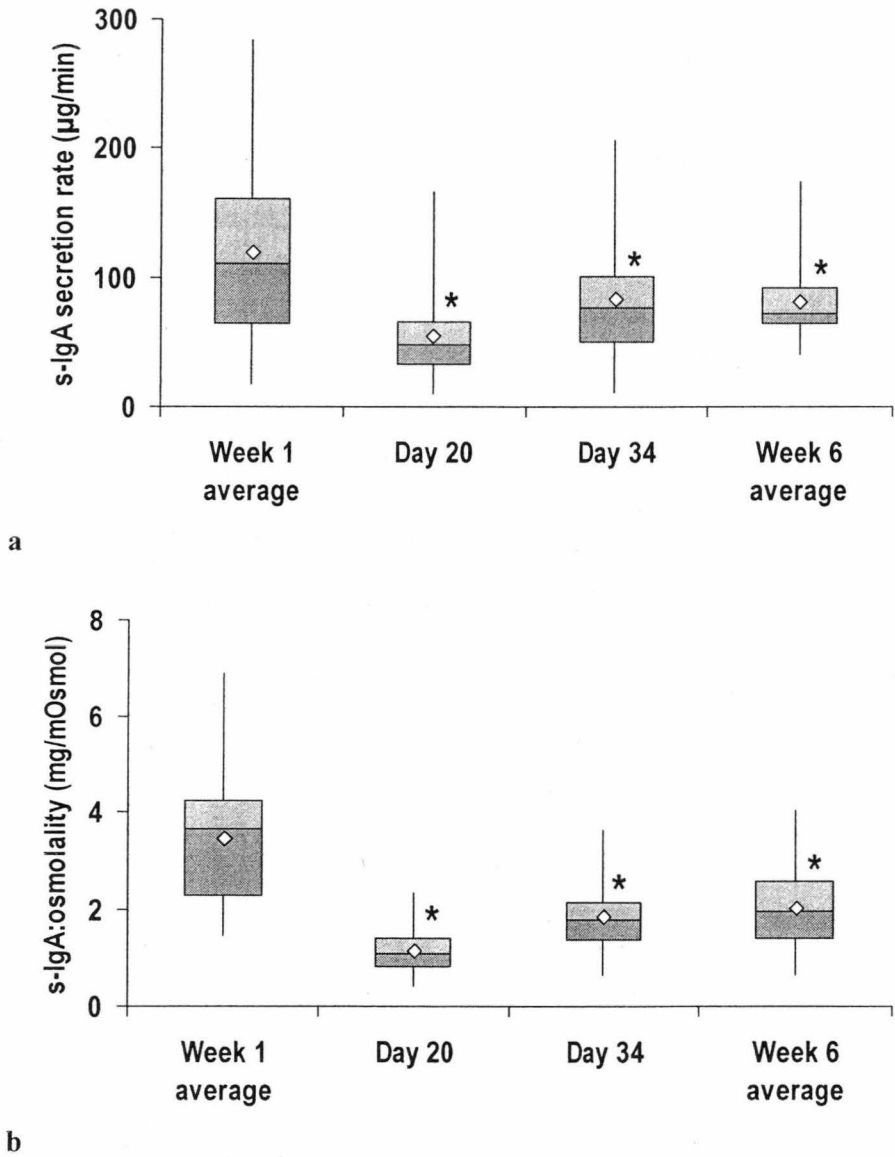 300
200
100
0
s-IgA secretion rate (µg/min)
*
*
*
Week 1
average
Day 20
Day 34
Week 6
average
a
8
6
4
2
0
s-IgA:osmolality (mg/mOsmol)
*
*
*
Week 1
average
Day 20
Day 34
Week 6
average
b